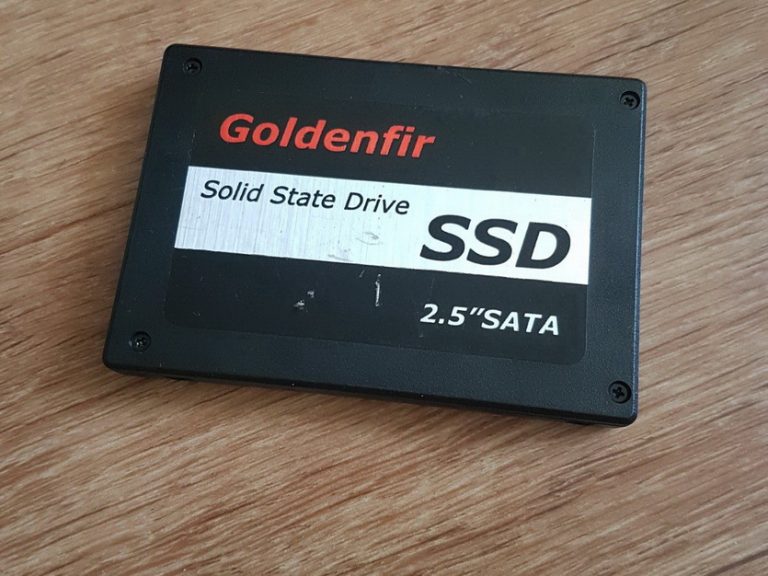 Goldenfir
Solid State Drive
SSD
2.5"SATA